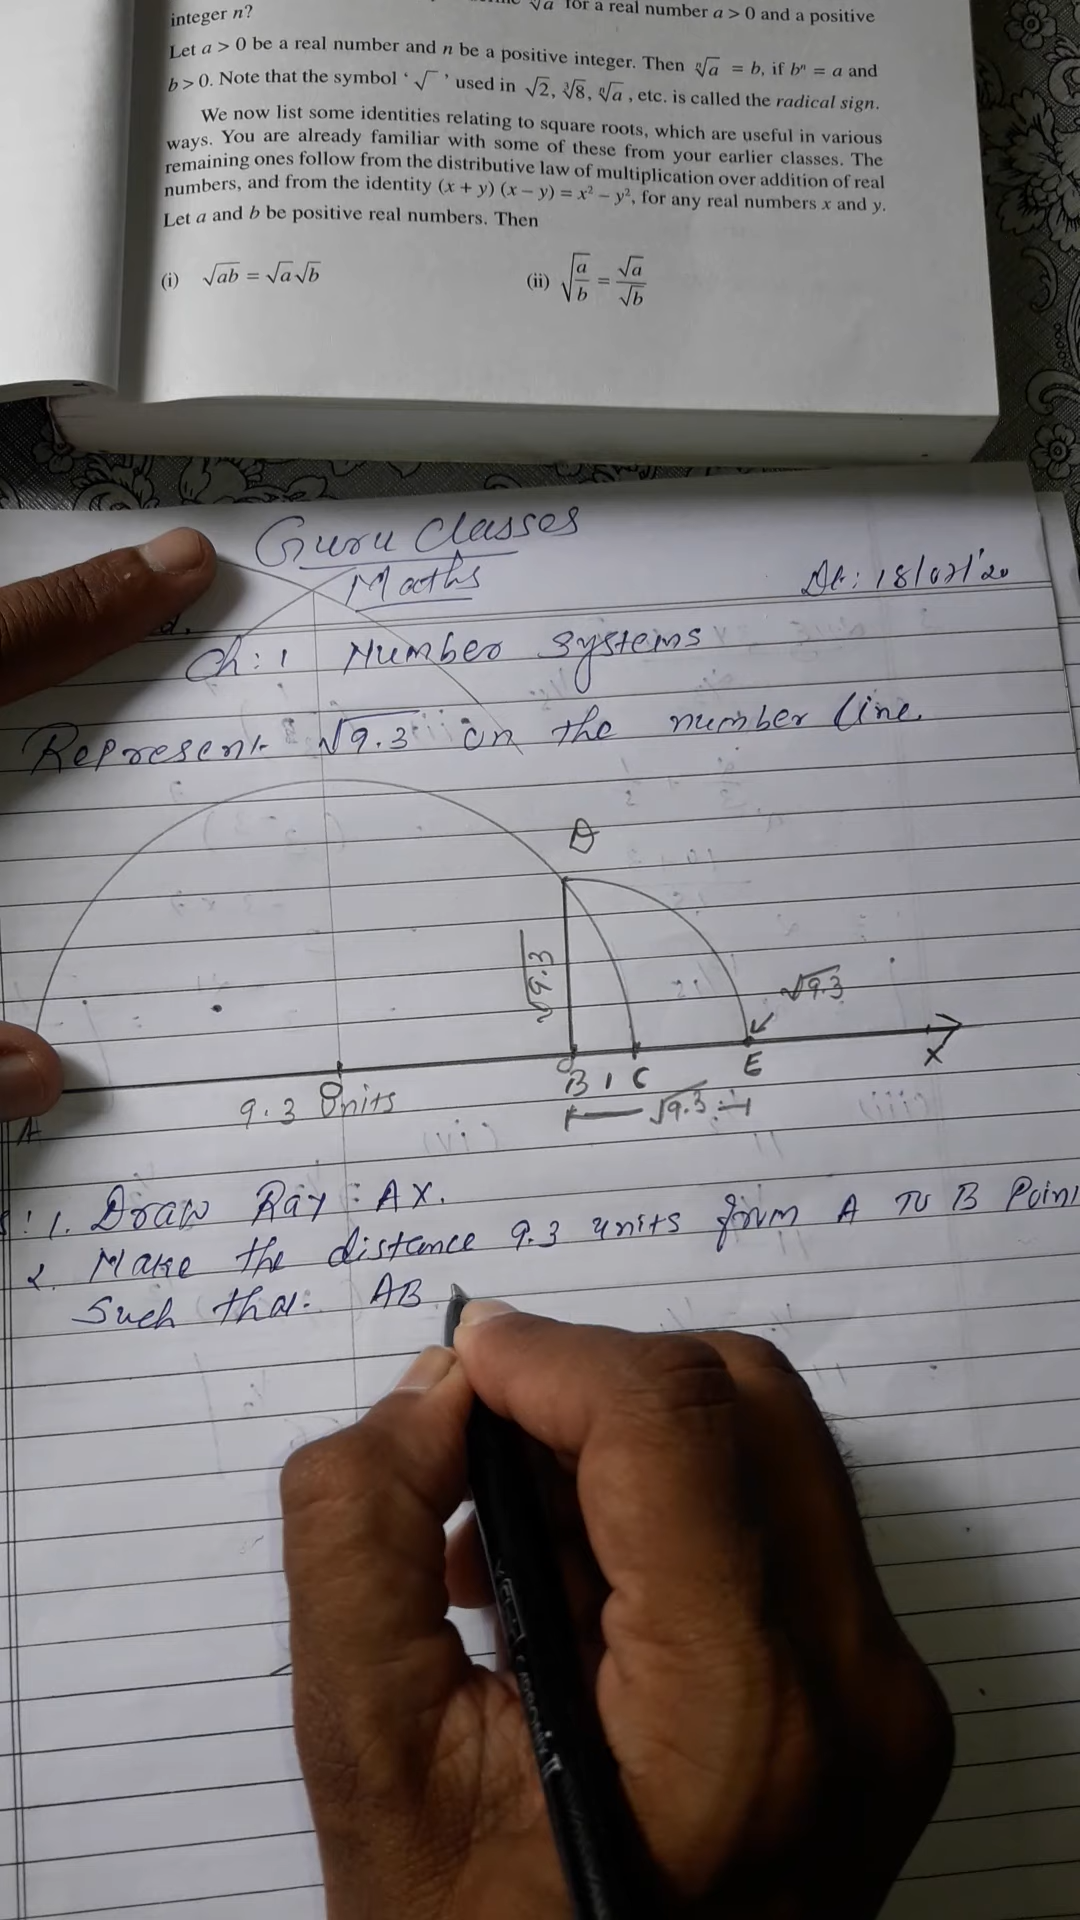 √a for a real number a > 0 and a positive
integer n?
Let a > 0 be a real number and n be a positive integer. Then ⁿ√a = b, if bⁿ = a and
b > 0. Note that the symbol ‘√ ’ used in √2, ³√8, ⁿ√a, etc. is called the radical sign.
We now list some identities relating to square roots, which are useful in various
ways. You are already familiar with some of these from your earlier classes. The
remaining ones follow from the distributive law of multiplication over addition of real
numbers, and from the identity (x + y) (x – y) = x² – y², for any real numbers x and y.
Let a and b be positive real numbers. Then
(i) √ab = √a√b (ii) √(a/b) = √a/√b
Guru Classes
Maths
Dt: 18/07/'20
Ch: 1 Number systems
Represent √9.3 on the number line.
D
√9.3
√9.3
A
O
B 1 C
E
X
9.3 Units
√9.3
1. Draw Ray : AX.
2. Make the distance 9.3 units from A TO B Point
Such that. AB